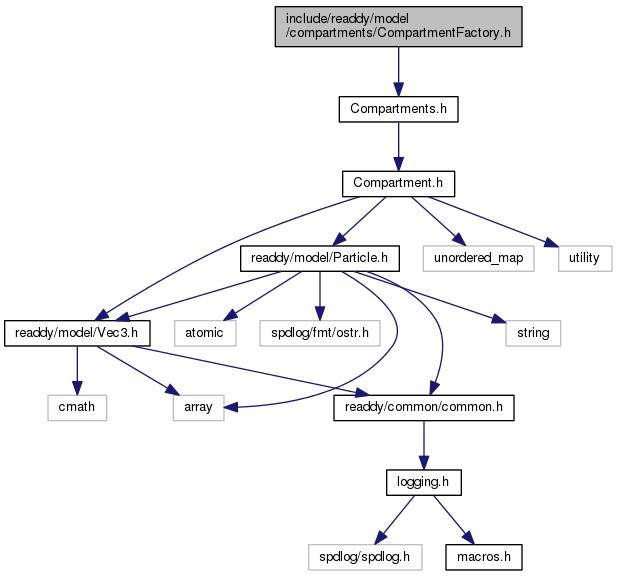 include/readdy/model
/compartments/CompartmentFactory.h
Compartments.h
Compartment.h
readdy/model/Particle.h
unordered_map
utility
readdy/model/Vec3.h
atomic
spdlog/fmt/ostr.h
string
cmath
array
readdy/common/common.h
logging.h
spdlog/spdlog.h
macros.h